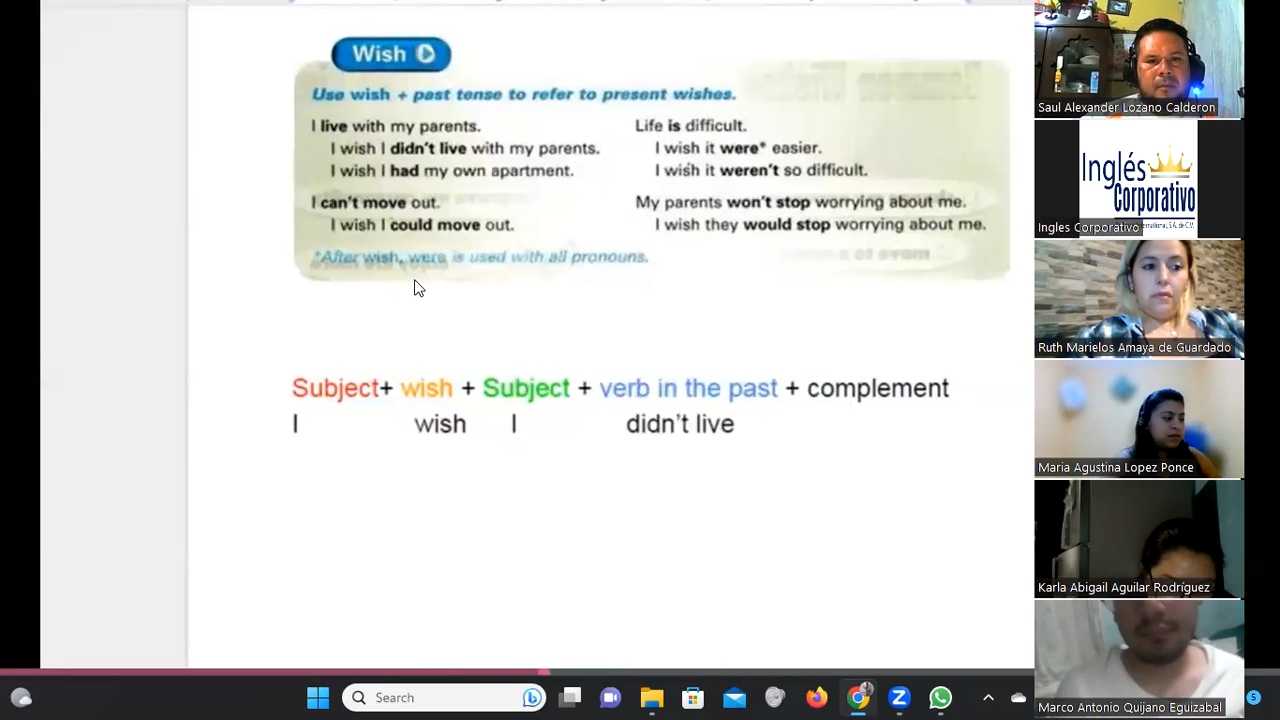 Wish
Use wish + past tense to refer to present wishes.
I live with my parents.
I wish I didn't live with my parents.
I wish I had my own apartment.
I can't move out.
I wish I could move out.
Life is difficult.
I wish it were* easier.
I wish it weren't so difficult.
My parents won't stop worrying about me.
I wish they would stop worrying about me.
*After wish, were is used with all pronouns.
Subject+ wish + Subject + verb in the past + complement
I wish I didn't live
Saul Alexander Lozano Calderon
Inglés
Corporativo
International, S.A. de C.V.
Ingles Corporativo
Ruth Marielos Amaya de Guardado
Maria Agustina Lopez Ponce
Karla Abigail Aguilar Rodríguez
Marco Antonio Quijano Eguizabal
Search
5